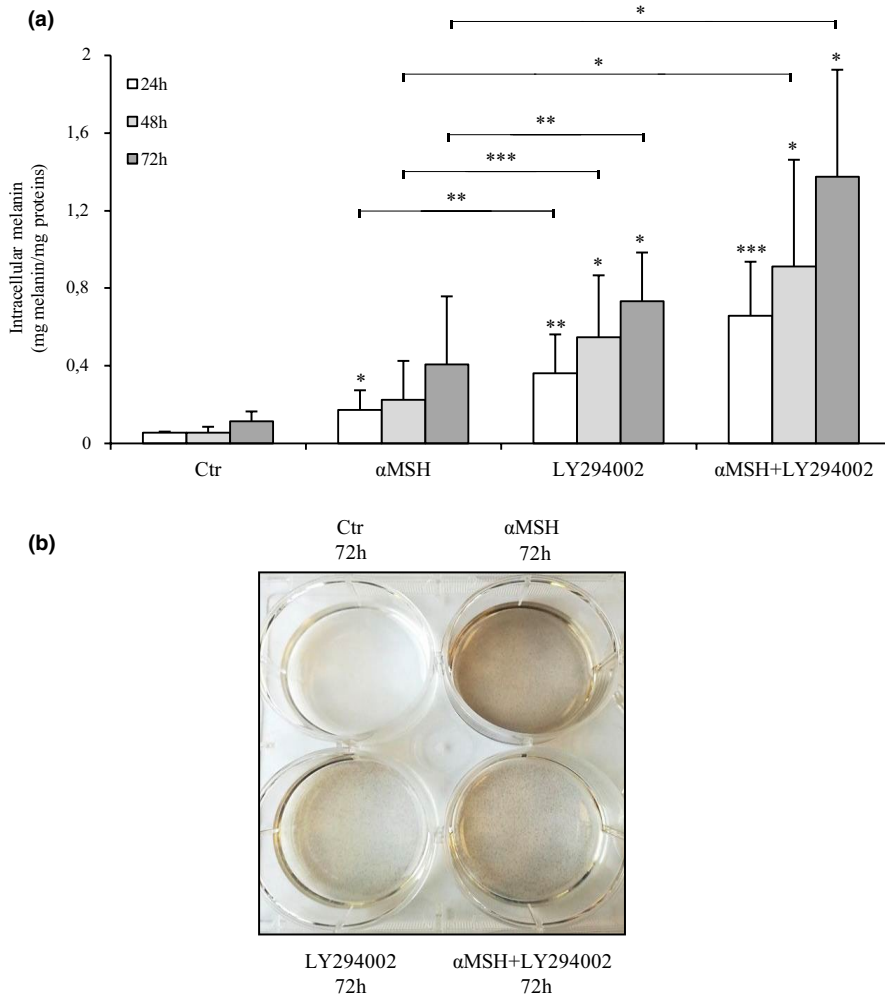 (a)
*
2
*
*
24h
1,6
48h
**
*
72h
***
1,2
**
***
*
0,8
*
**
0,4
*
0
Intracellular melanin
(mg melanin/mg proteins)
Ctr
αMSH
LY294002
αMSH+LY294002
(b)
Ctr
72h
αMSH
72h
LY294002
72h
αMSH+LY294002
72h